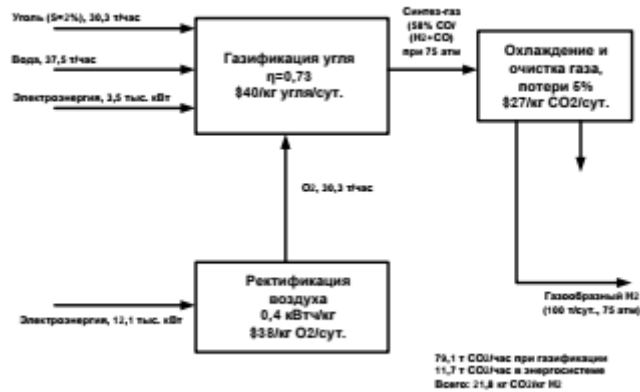 Уголь (S=2%), 30,3 т/час
Вода, 37,5 т/час
Электроэнергия, 3,5 тыс. кВт
Газификация угля
η=0,73
$40/кг угля/сут.
Синтез-газ
(58% CO/
(H2+CO)
при 75 атм
Охлаждение и
очистка газа,
потери 5%
$27/кг CO2/сут.
O2, 30,3 т/час
Ректификация
воздуха
0,4 кВтч/кг
$38/кг O2/сут.
Электроэнергия, 12,1 тыс. кВт
Газообразный H2
(100 т/сут., 75 атм)
79,1 т CO2/час при газификации
11,7 т CO2/час в энергосистеме
Всего: 21,8 кг CO2/кг H2